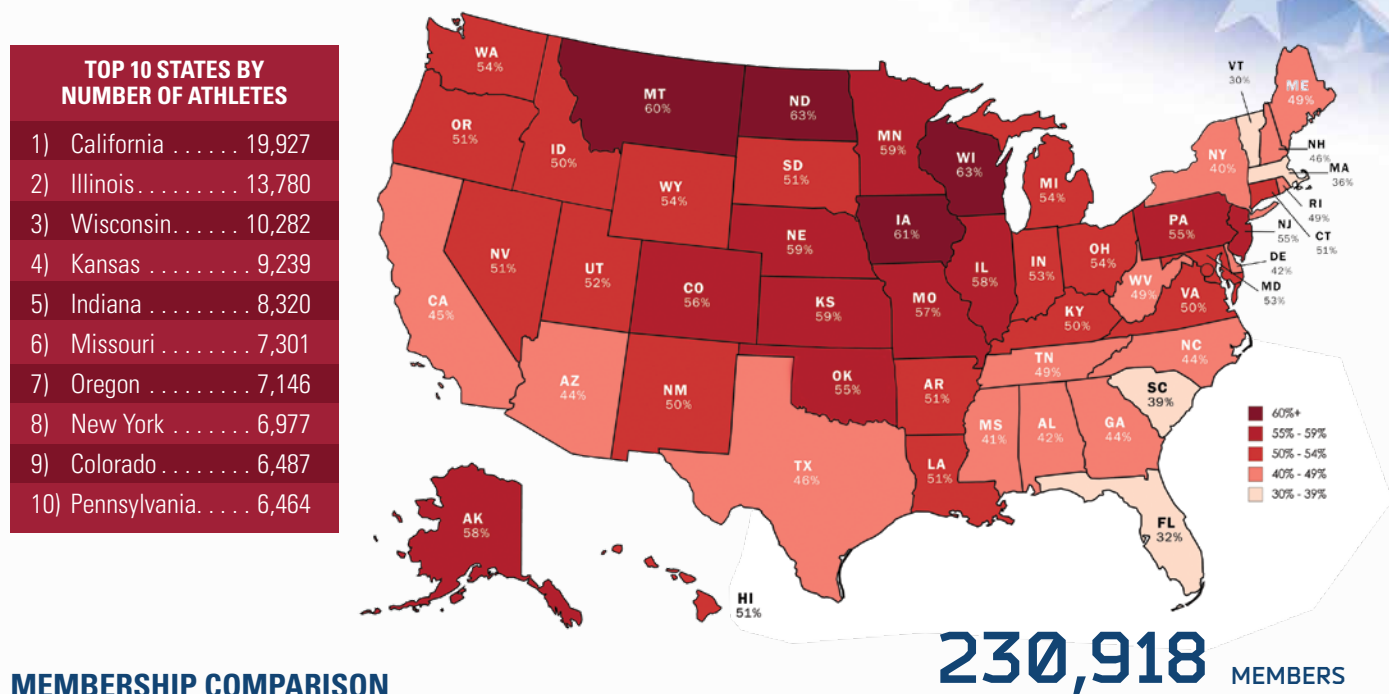 TOP 10 STATES BY
NUMBER OF ATHLETES
1) California . . . . . . 19,927
2) Illinois . . . . . . . . . 13,780
3) Wisconsin. . . . . . 10,282
4) Kansas . . . . . . . . . 9,239
5) Indiana . . . . . . . . . 8,320
6) Missouri . . . . . . . . 7,301
7) Oregon . . . . . . . . . 7,146
8) New York . . . . . . . 6,977
9) Colorado . . . . . . . . 6,487
10) Pennsylvania. . . . . 6,464
WA
54%
OR
51%
ID
50%
MT
60%
ND
63%
SD
51%
WY
54%
MN
59%
WI
63%
MI
54%
IA
61%
NE
59%
NV
51%
UT
52%
CO
56%
CA
45%
KS
59%
MO
57%
IL
58%
IN
53%
OH
54%
KY
50%
WV
49%
VA
50%
PA
55%
NY
40%
VT
30%
ME
49%
NH
46%
MA
36%
RI
49%
NJ
55%
CT
51%
DE
42%
MD
53%
AZ
44%
NM
50%
OK
55%
AR
51%
TN
49%
NC
44%
SC
39%
MS
41%
AL
42%
GA
44%
TX
46%
LA
51%
FL
32%
AK
58%
HI
51%
60%+
55% - 59%
50% - 54%
40% - 49%
30% - 39%
230,918 MEMBERS
MEMBERSHIP COMPARISON